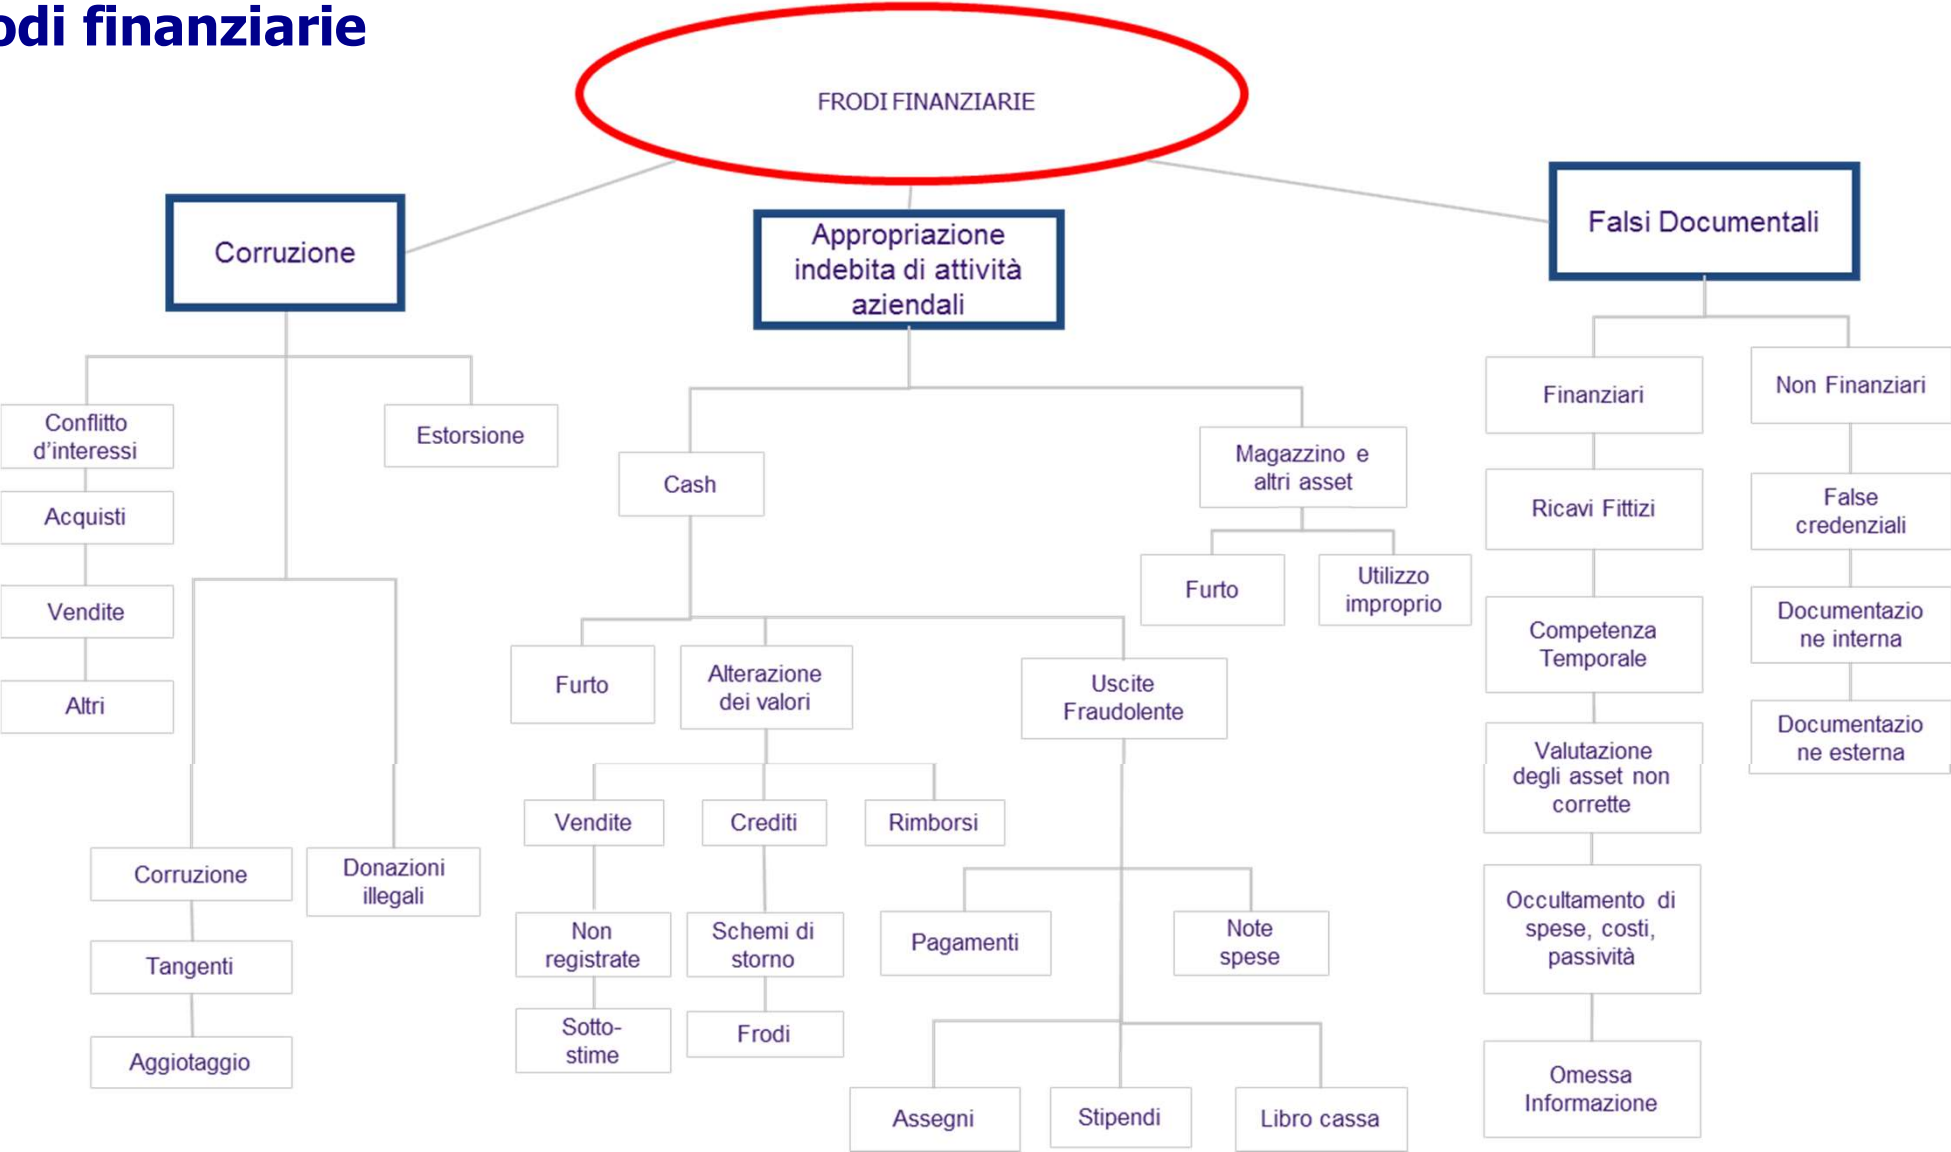 odi finanziarie
FRODI FINANZIARIE
Corruzione
Appropriazione
indebita di attività
aziendali
Falsi Documentali
Conflitto
d’interessi
Acquisti
Vendite
Altri
Estorsione
Corruzione
Tangenti
Aggiotaggio
Donazioni
illegali
Cash
Furto
Alterazione
dei valori
Uscite
Fraudolente
Vendite
Non
registrate
Sotto-
stime
Crediti
Schemi di
storno
Frodi
Rimborsi
Pagamenti
Note
spese
Assegni
Stipendi
Libro cassa
Magazzino e
altri asset
Furto
Utilizzo
improprio
Finanziari
Ricavi Fittizi
Competenza
Temporale
Valutazione
degli asset non
corrette
Occultamento di
spese, costi,
passività
Omessa
Informazione
Non Finanziari
False
credenziali
Documentazio
ne interna
Documentazio
ne esterna